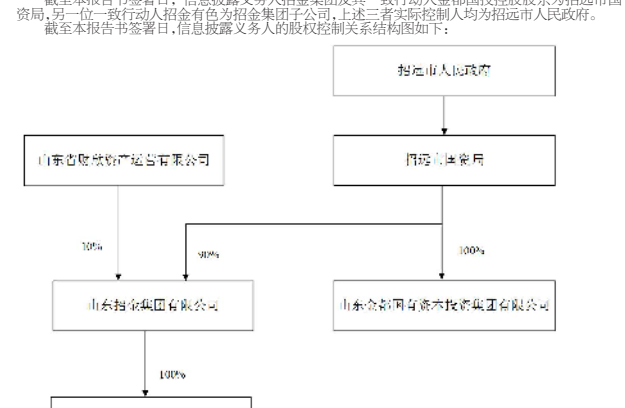 截至本报告书签署日，信息披露义务人招金集团及其一致行动人金都国投控股股东为招远市国
资局,另一位一致行动人招金有色为招金集团子公司,上述三者实际控制人均为招远市人民政府。
截至本报告书签署日,信息披露义务人的股权控制关系结构图如下:
招远市人民政府
山东省财欣资产运营有限公司
招远市国资局
10%
90%
100%
山东招金集团有限公司
山东金都国有资本投资集团有限公司
100%